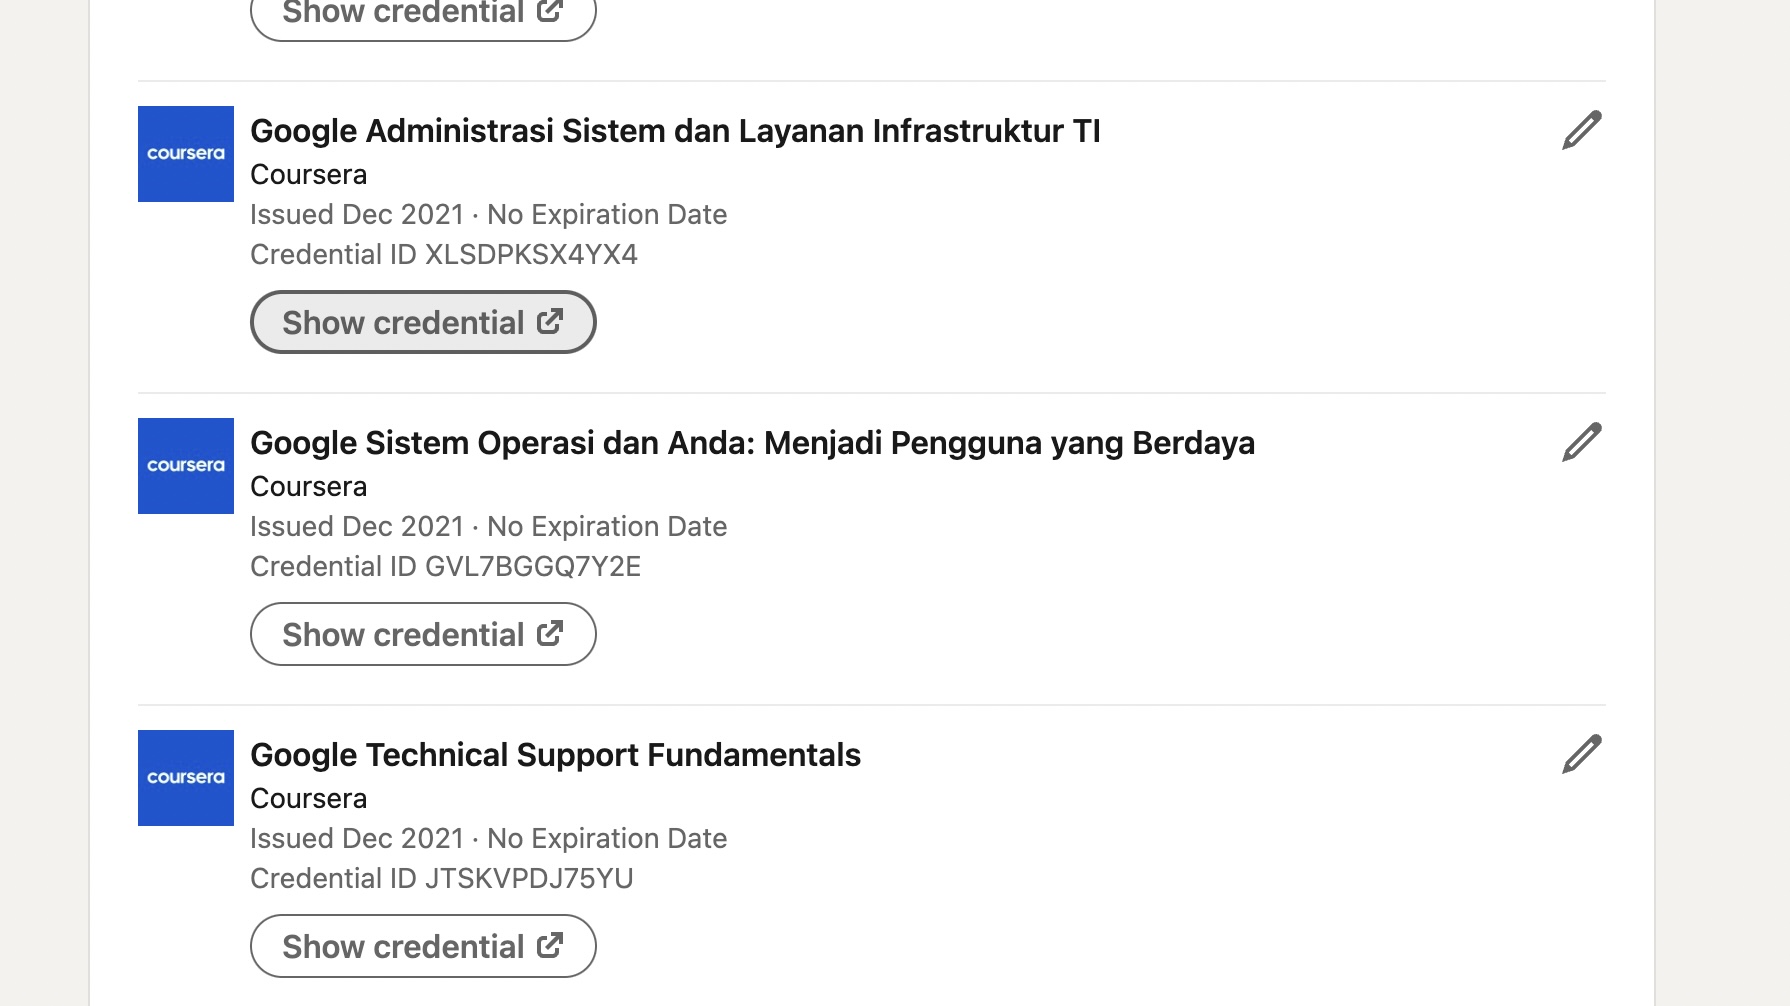 Show credential
coursera
Google Administrasi Sistem dan Layanan Infrastruktur TI
Coursera
Issued Dec 2021 · No Expiration Date
Credential ID XLSDPKSX4YX4
Show credential
coursera
Google Sistem Operasi dan Anda: Menjadi Pengguna yang Berdaya
Coursera
Issued Dec 2021 · No Expiration Date
Credential ID GVL7BGGQ7Y2E
Show credential
coursera
Google Technical Support Fundamentals
Coursera
Issued Dec 2021 · No Expiration Date
Credential ID JTSKVPDJ75YU
Show credential